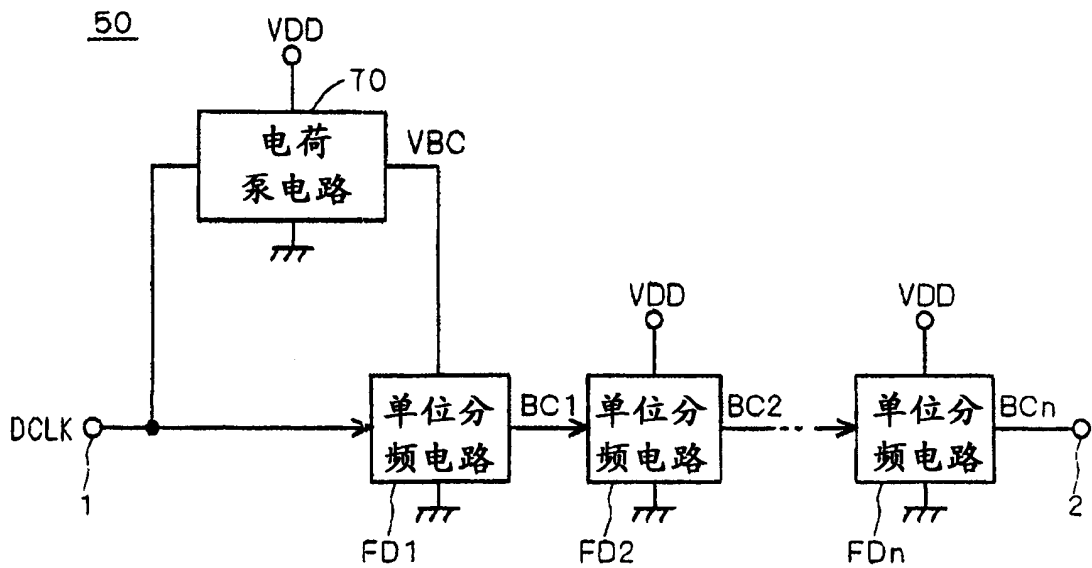 50
VDD
70
电荷
泵电路
VBC
VDD
VDD
DCLK
单位分
频电路
BC1
单位分
频电路
BC2
单位分
频电路
BCn
1
2
FD1
FD2
FDn